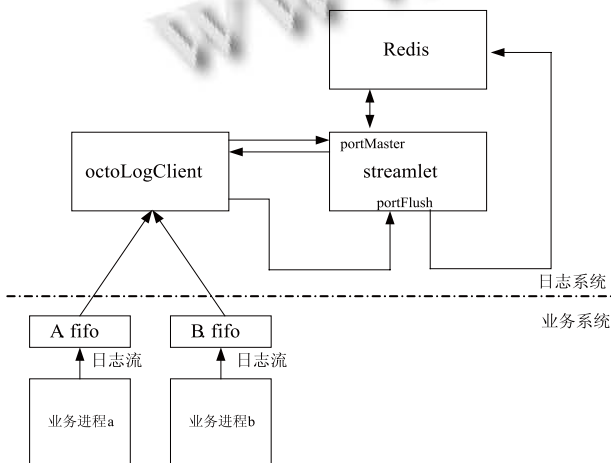 Redis
portMaster
octoLogClient
streamlet
portFlush
日志系统
业务系统
A. fifo
B. fifo
日志流
日志流
业务进程a
业务进程b